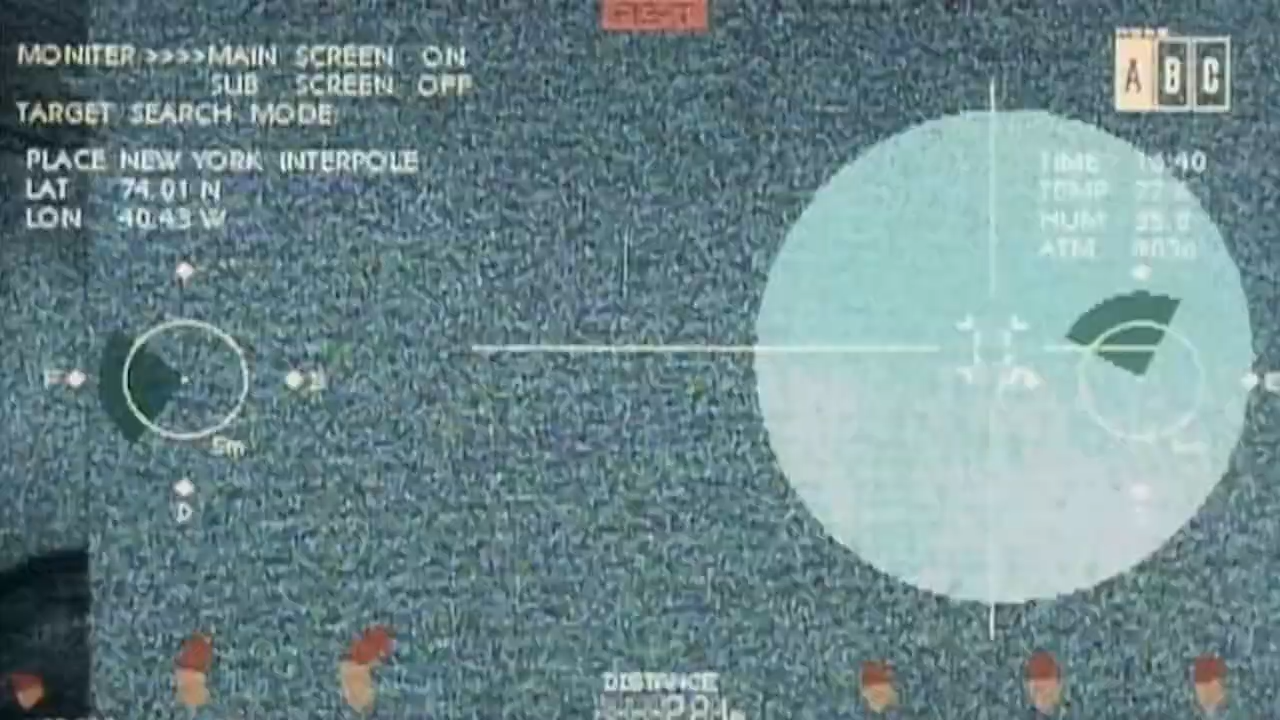 MONITER >>>>MAIN SCREEN ON
SUB SCREEN OFF
TARGET SEARCH MODE:
PLACE NEW YORK INTERPOLE
LAT 74.01 N
LON 40.43 W
A B C
TIME
TEMP
HUM
ATM
5m
D
DISTANCE